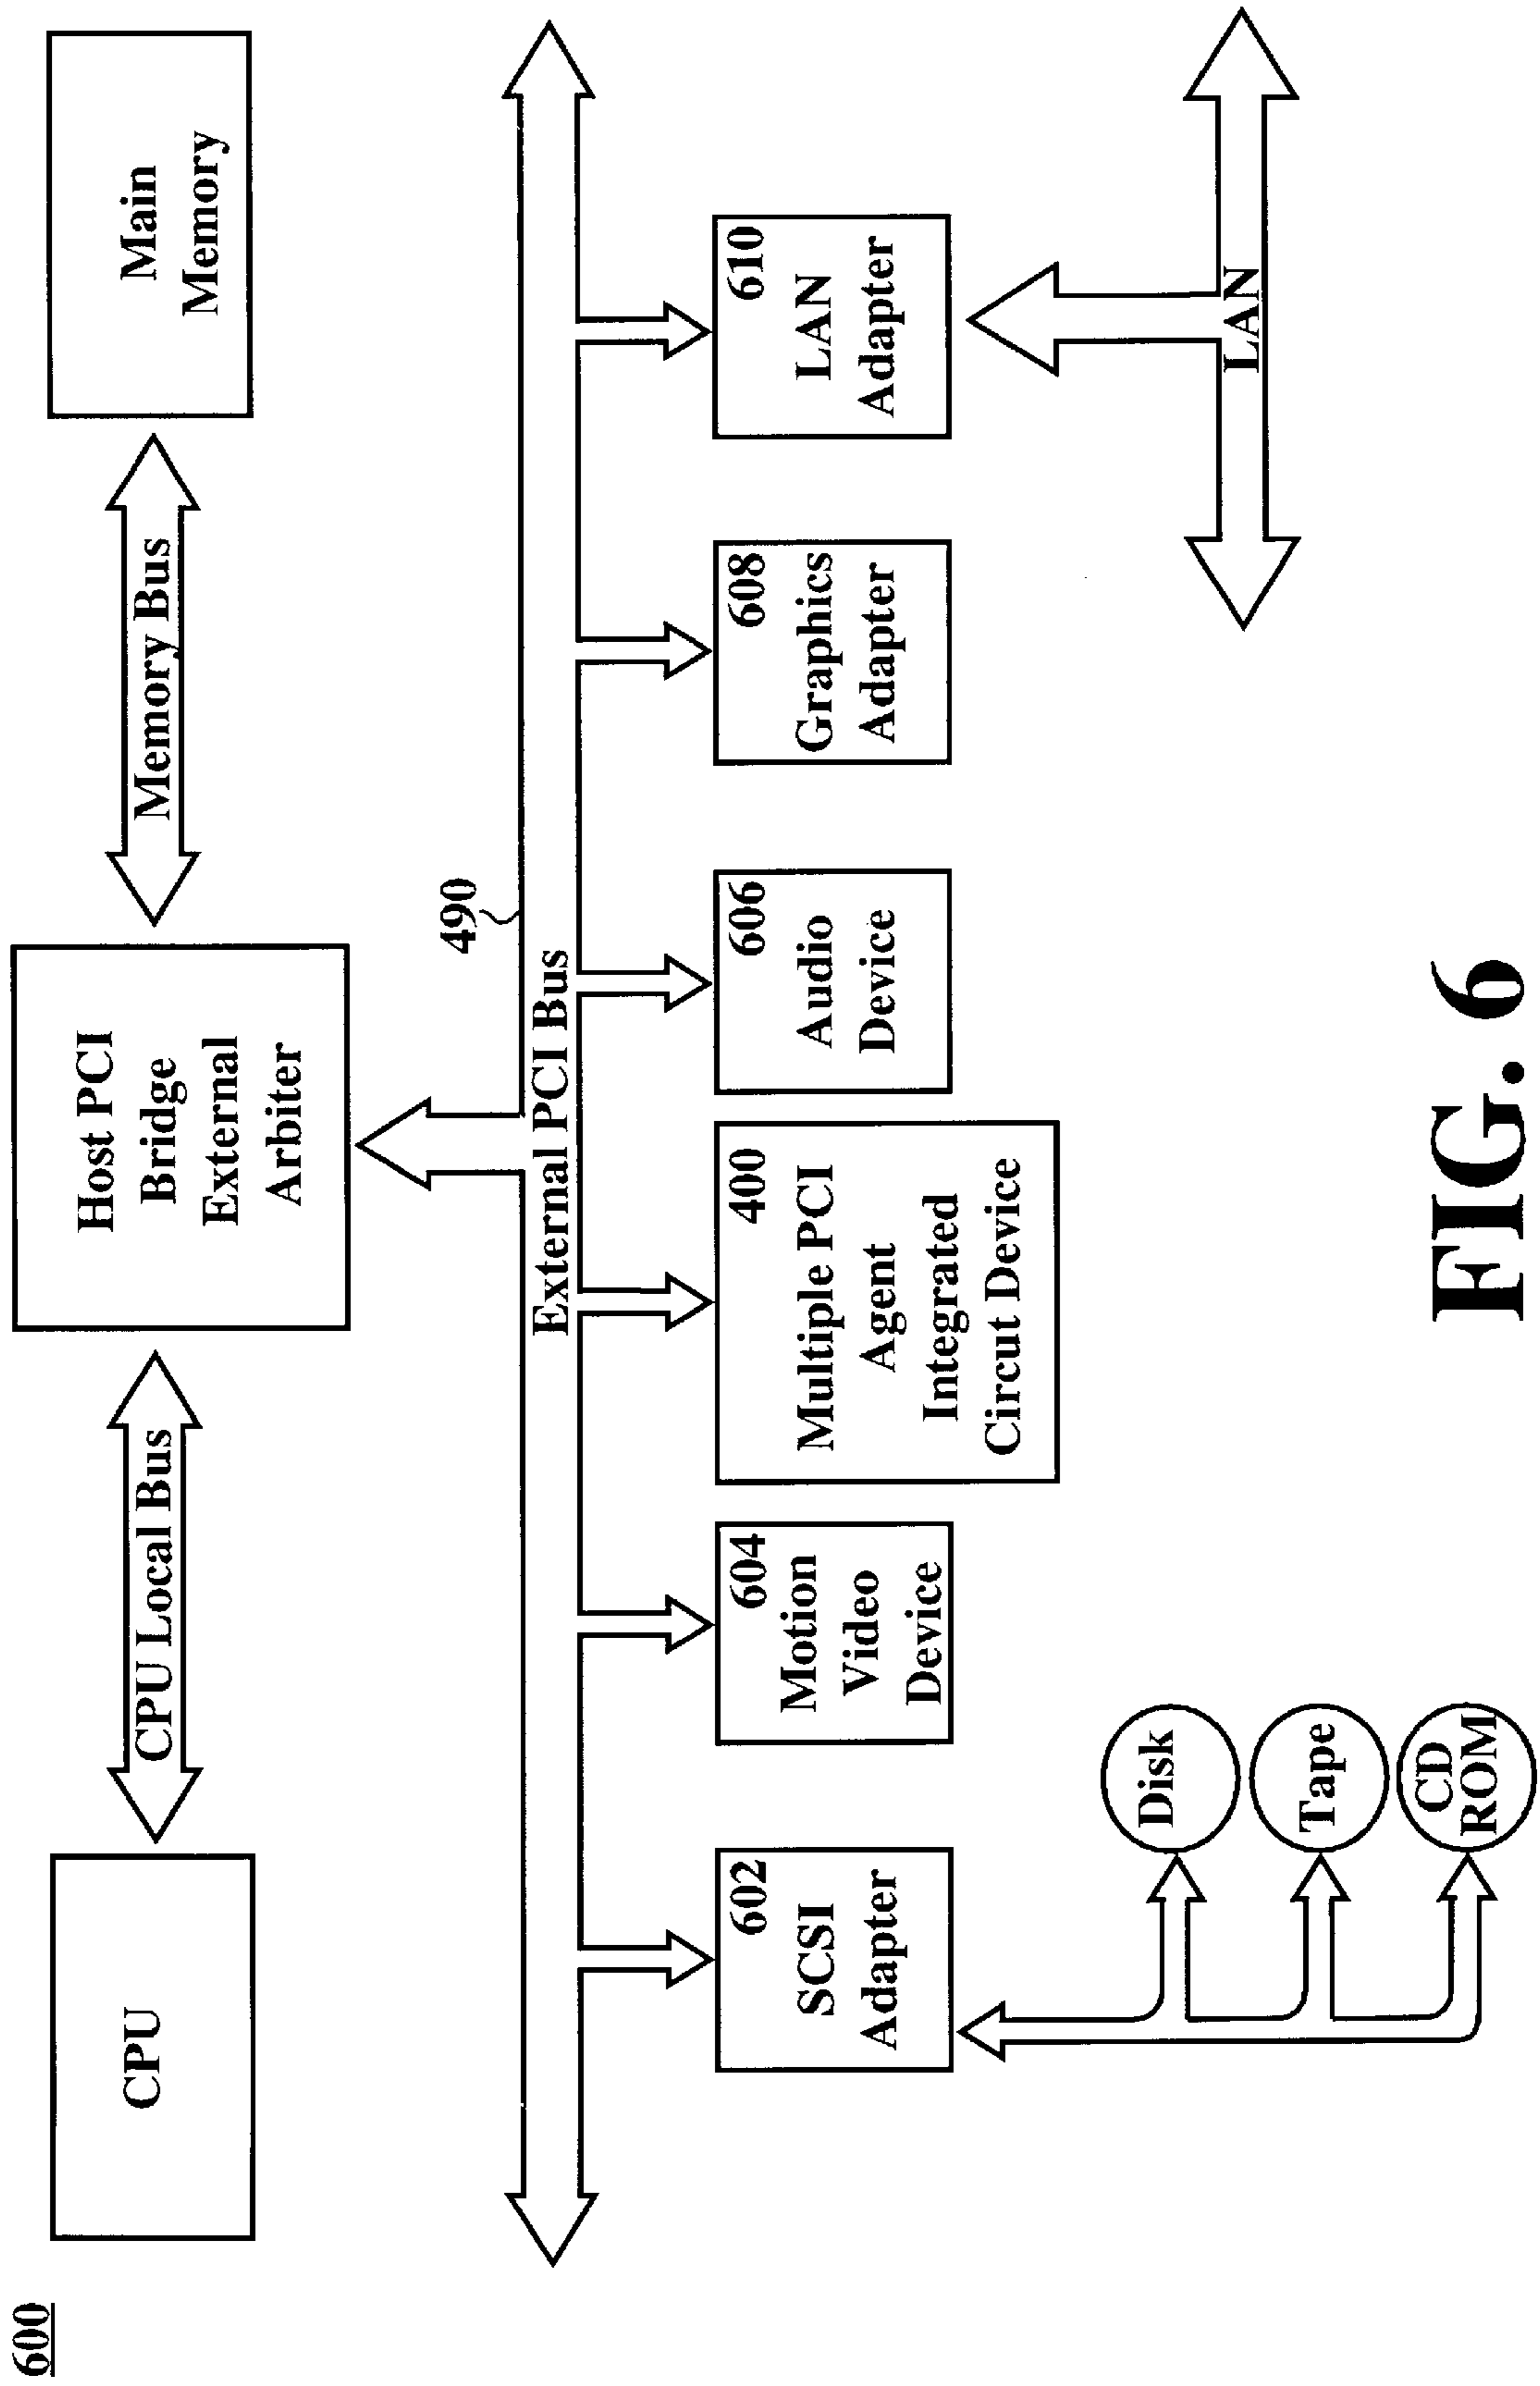 600
CPU
CPU Local Bus
Host PCI
Bridge
External
Arbiter
Memory Bus
Main
Memory
490
External PCI Bus
602
SCSI
Adapter
604
Motion
Video
Device
400
Multiple PCI
Agent
Integrated
Circut Device
606
Audio
Device
608
Graphics
Adapter
610
LAN
Adapter
Disk
Tape
CD
ROM
LAN
FIG. 6